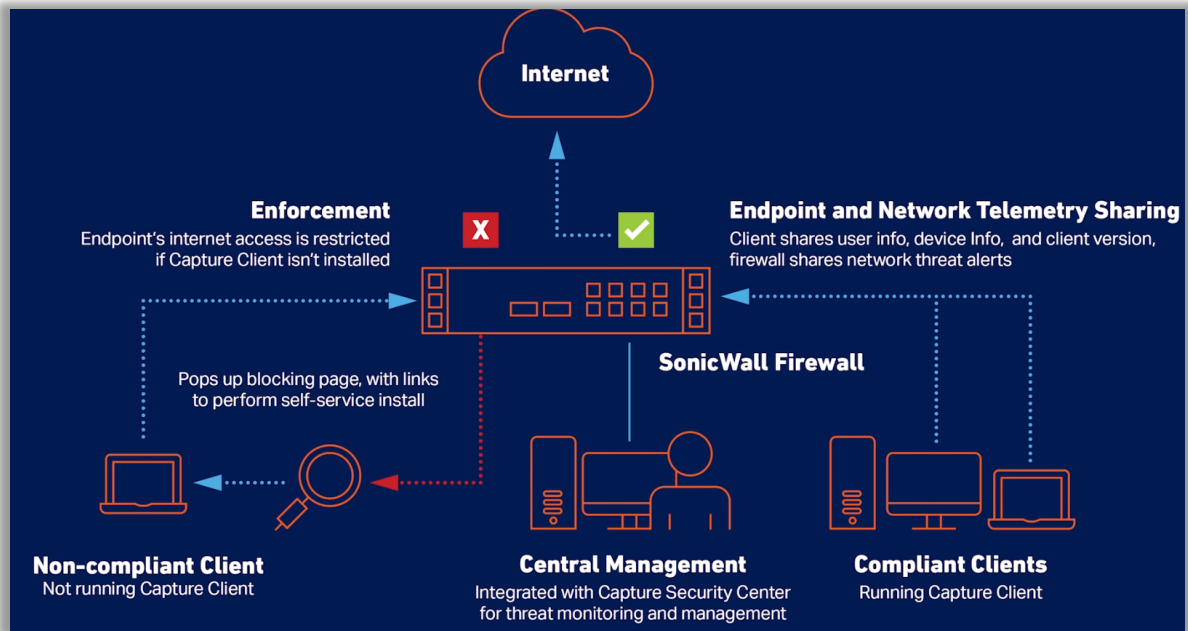 Internet
Enforcement
Endpoint's internet access is restricted
if Capture Client isn't installed
X
Endpoint and Network Telemetry Sharing
Client shares user info, device Info, and client version,
firewall shares network threat alerts
SonicWall Firewall
Pops up blocking page, with links
to perform self-service install
Non-compliant Client
Not running Capture Client
Central Management
Integrated with Capture Security Center
for threat monitoring and management
Compliant Clients
Running Capture Client